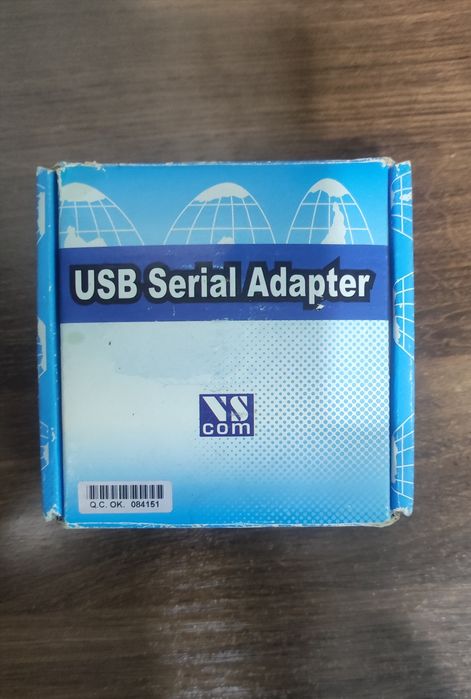 USB Serial Adapter
VS
com
Q.C. OK. 084151